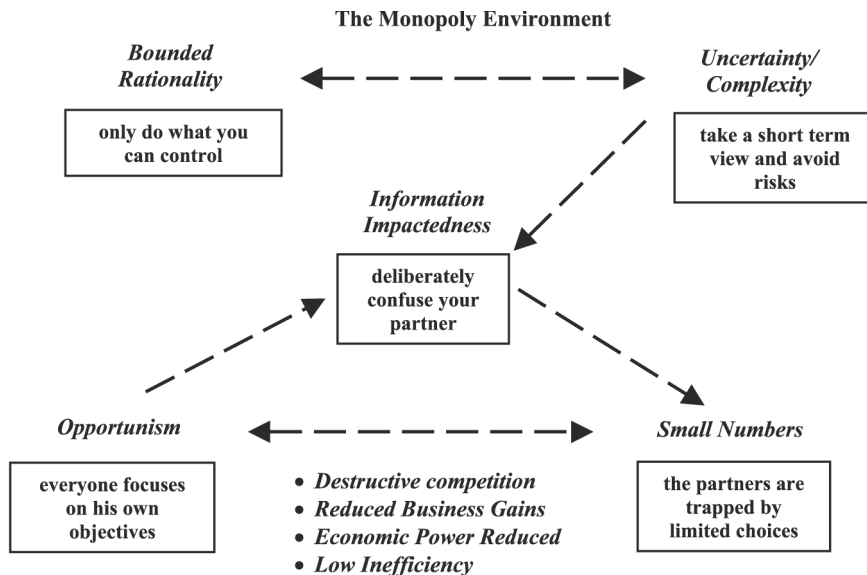 The Monopoly Environment
Bounded
Rationality
Uncertainty/
Complexity
only do what you
can control
take a short term
view and avoid
risks
Information
Impactedness
deliberately
confuse your
partner
Opportunism
Small Numbers
everyone focuses
on his own
objectives
• Destructive competition
• Reduced Business Gains
• Economic Power Reduced
• Low Inefficiency
the partners are
trapped by
limited choices